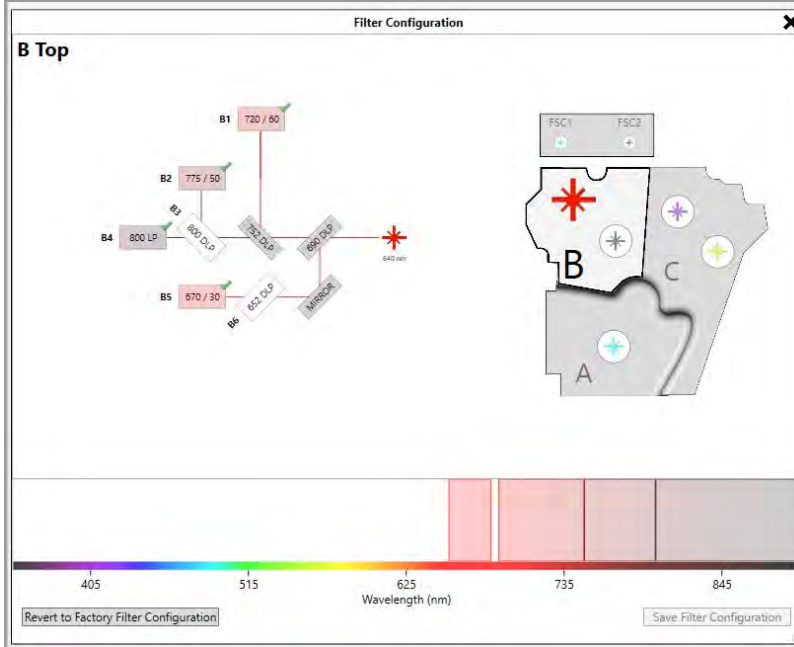 Filter Configuration
B Top
B1 720 / 60
B2 775 / 50
B3 800 DLP
B4 800 LP
752 DLP
690 DLP
640 nm
B5 670 / 30
B6 652 DLP
MIRROR
FSC1 FSC2
B
C
A
405 515 625 735 845
Wavelength (nm)
Revert to Factory Filter Configuration
Save Filter Configuration